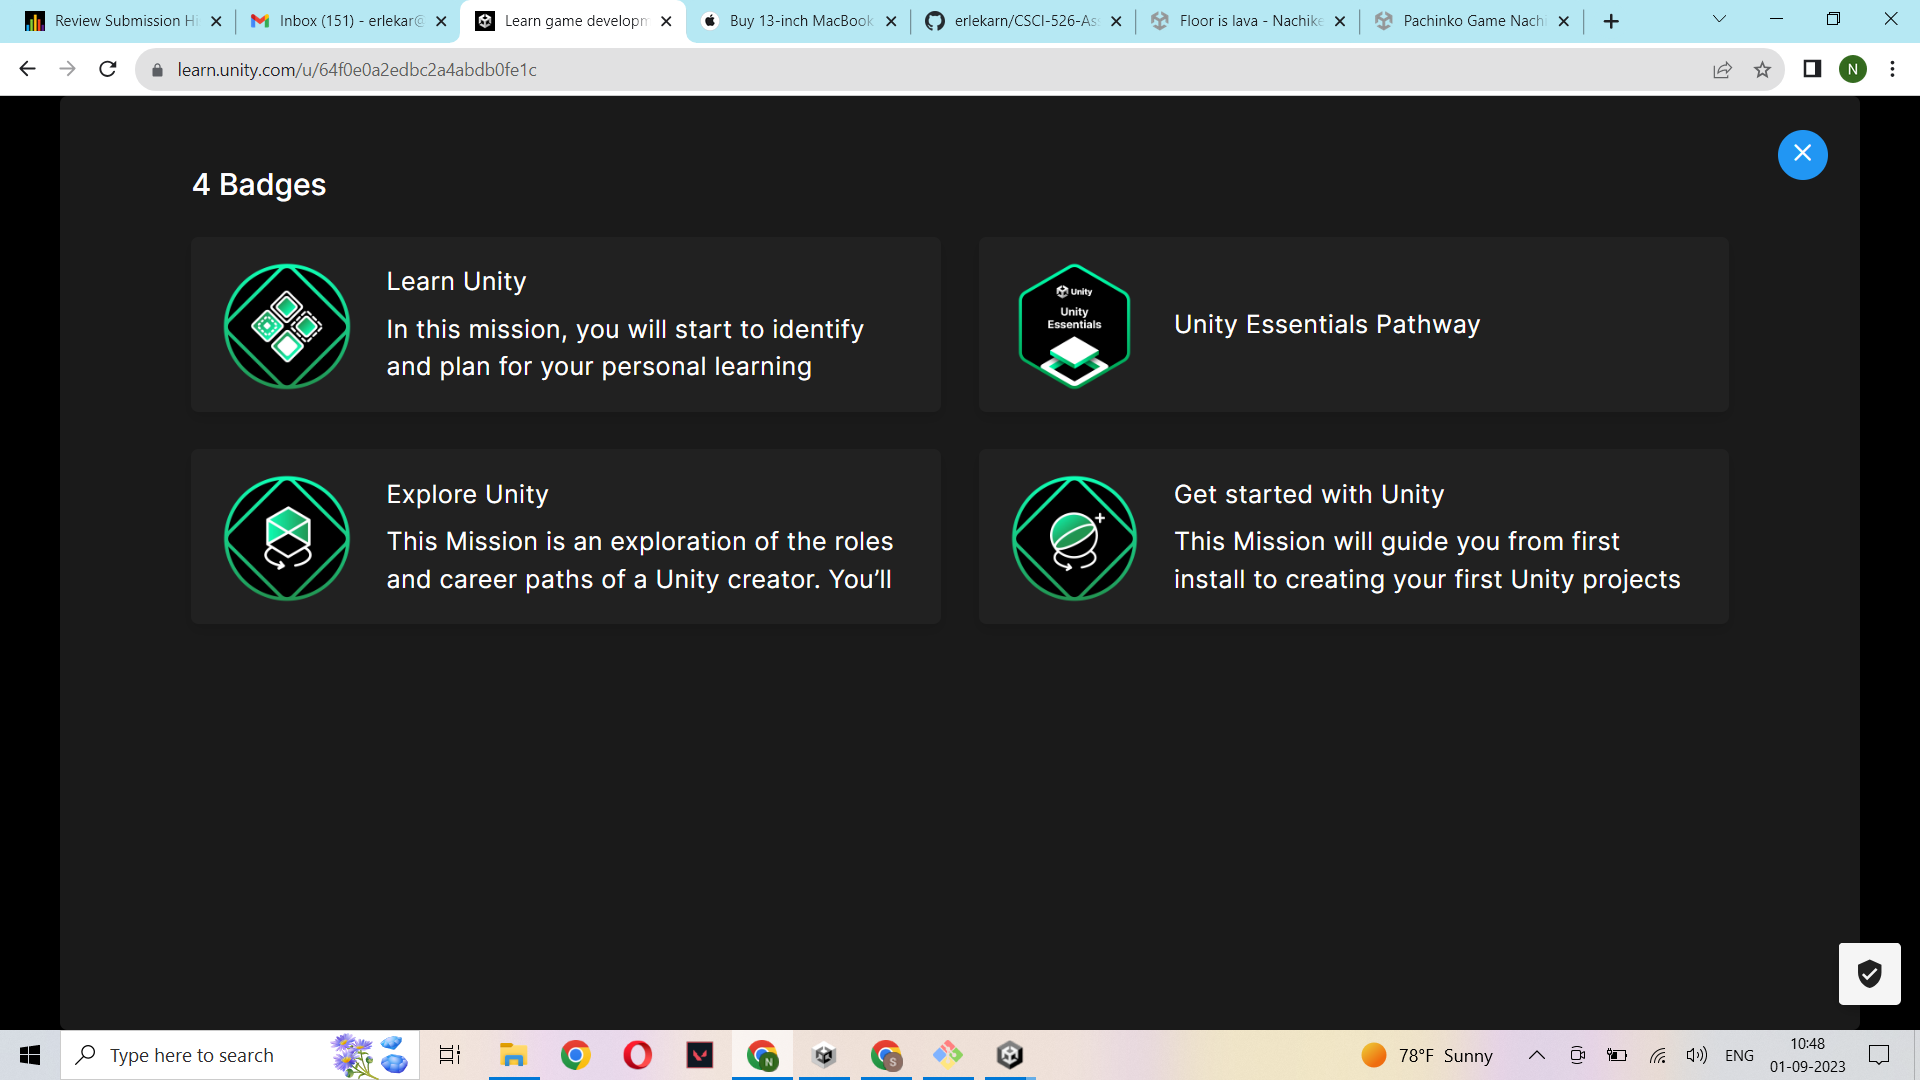 Review Submission Hi
Inbox (151) - erlekar@
Learn game developm
Buy 13-inch MacBook
erlekarn/CSCI-526-As
Floor is lava - Nachike
Pachinko Game Nachi
learn.unity.com/u/64f0e0a2edbc2a4abdb0fe1c
N
4 Badges
Learn Unity
In this mission, you will start to identify
and plan for your personal learning
Unity
Unity
Essentials
Unity Essentials Pathway
Explore Unity
This Mission is an exploration of the roles
and career paths of a Unity creator. You’ll
Get started with Unity
This Mission will guide you from first
install to creating your first Unity projects
Type here to search
N
S
78°F Sunny
ENG
10:48
01-09-2023